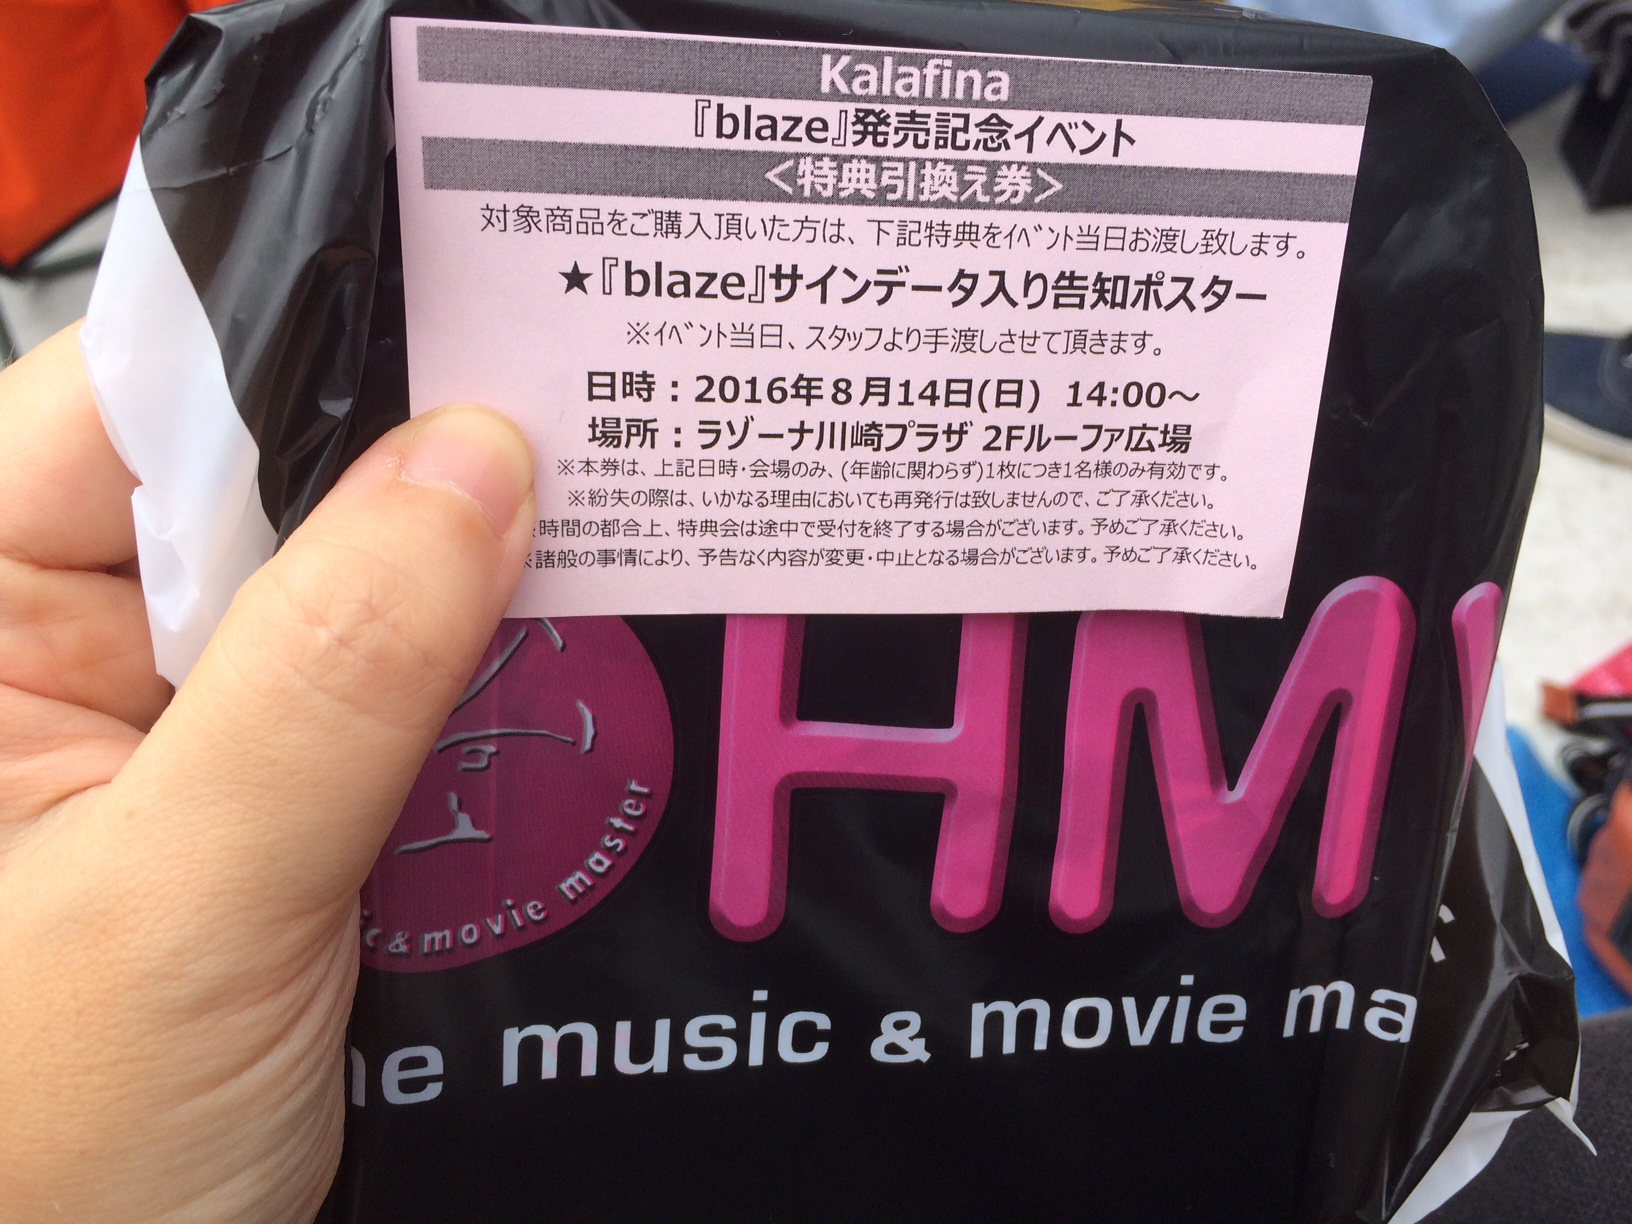 Kalafina
『blaze』発売記念イベント
<特典引換え券>
対象商品をご購入頂いた方は、下記特典をｲﾍﾞﾝﾄ当日お渡し致します。
★『blaze』サインデータ入り告知ポスター
※ｲﾍﾞﾝﾄ当日、スタッフより手渡しさせて頂きます。
日時：2016年８月14日(日) 14:00～
場所：ラゾーナ川崎プラザ 2Fルーファ広場
※本券は、上記日時・会場のみ、(年齢に関わらず)1枚につき1名様のみ有効です。
※紛失の際は、いかなる理由においても再発行は致しませんので、ご了承ください。
※時間の都合上、特典会は途中で受付を終了する場合がございます。予めご了承ください。
※諸般の事情により、予告なく内容が変更・中止となる場合がございます。予めご了承ください。
HM
ic & movie master
he music & movie ma